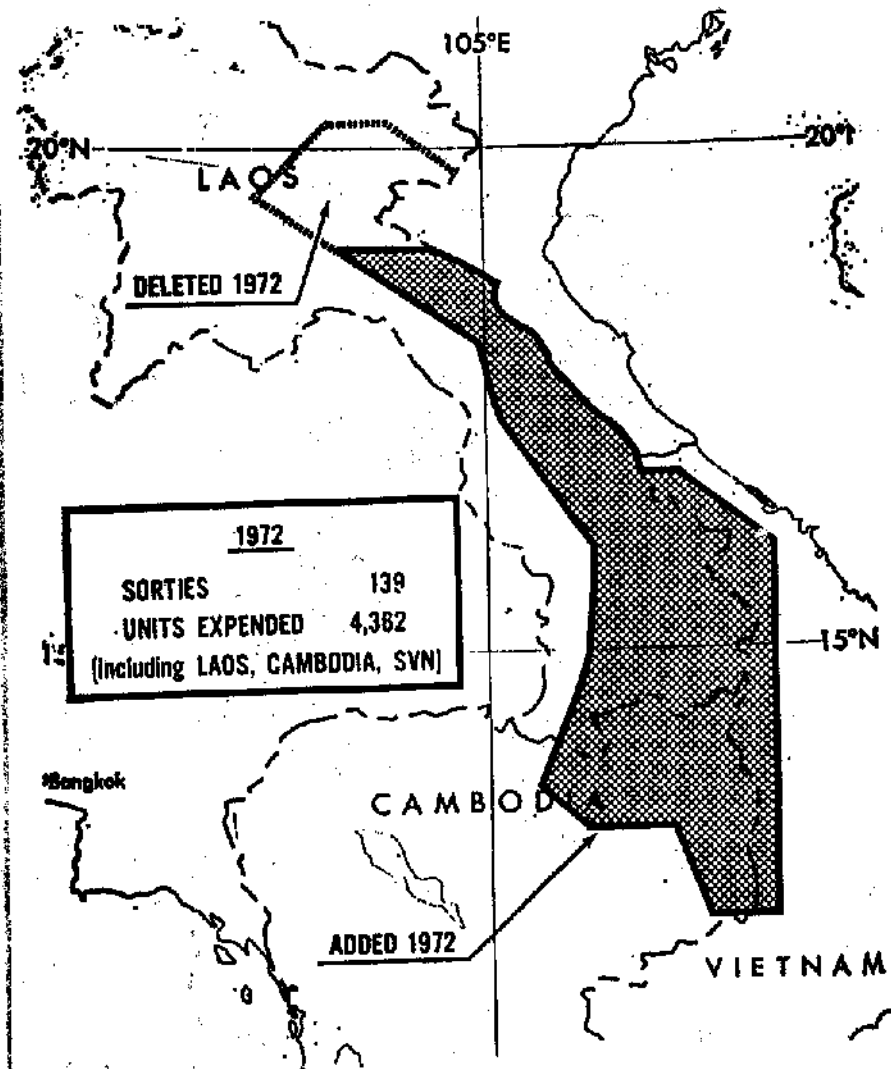 105°E
20°N
20°
LAOS
DELETED 1972
1972
SORTIES 139
UNITS EXPENDED 4,362
(Including LAOS, CAMBODIA, SVN)
15°N
Bangkok
CAMBODIA
ADDED 1972
VIETNAM